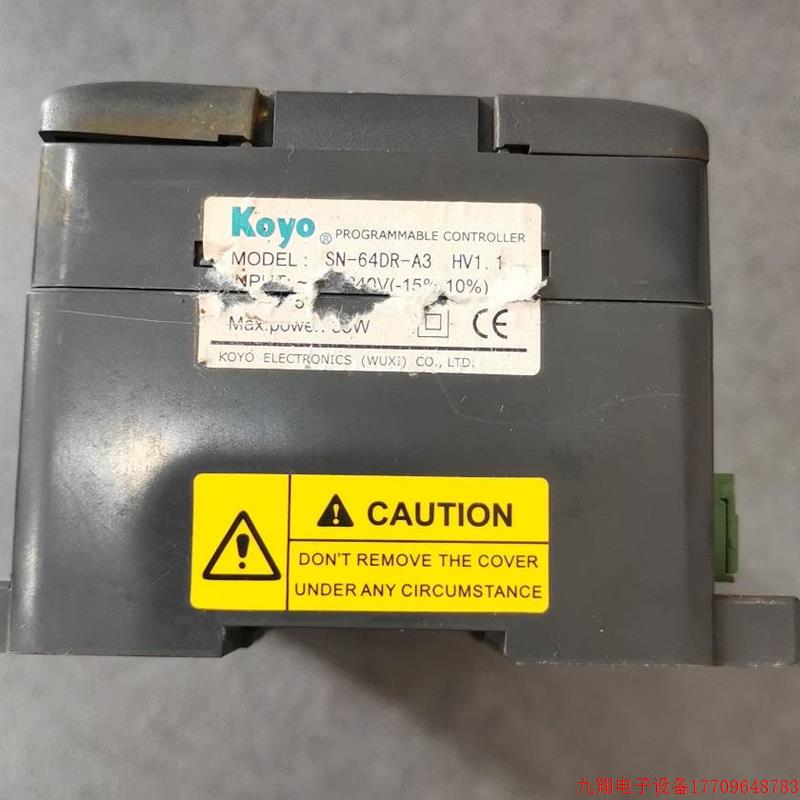 Koyo ® PROGRAMMABLE CONTROLLER
MODEL: SN-64DR-A3 HV1.1
240V(-15% 10%)
Max.power: W
CE
KOYO ELECTRONICS (WUXI) CO., LTD.
CAUTION
DON'T REMOVE THE COVER
UNDER ANY CIRCUMSTANCE
九翔电子设备17709648783